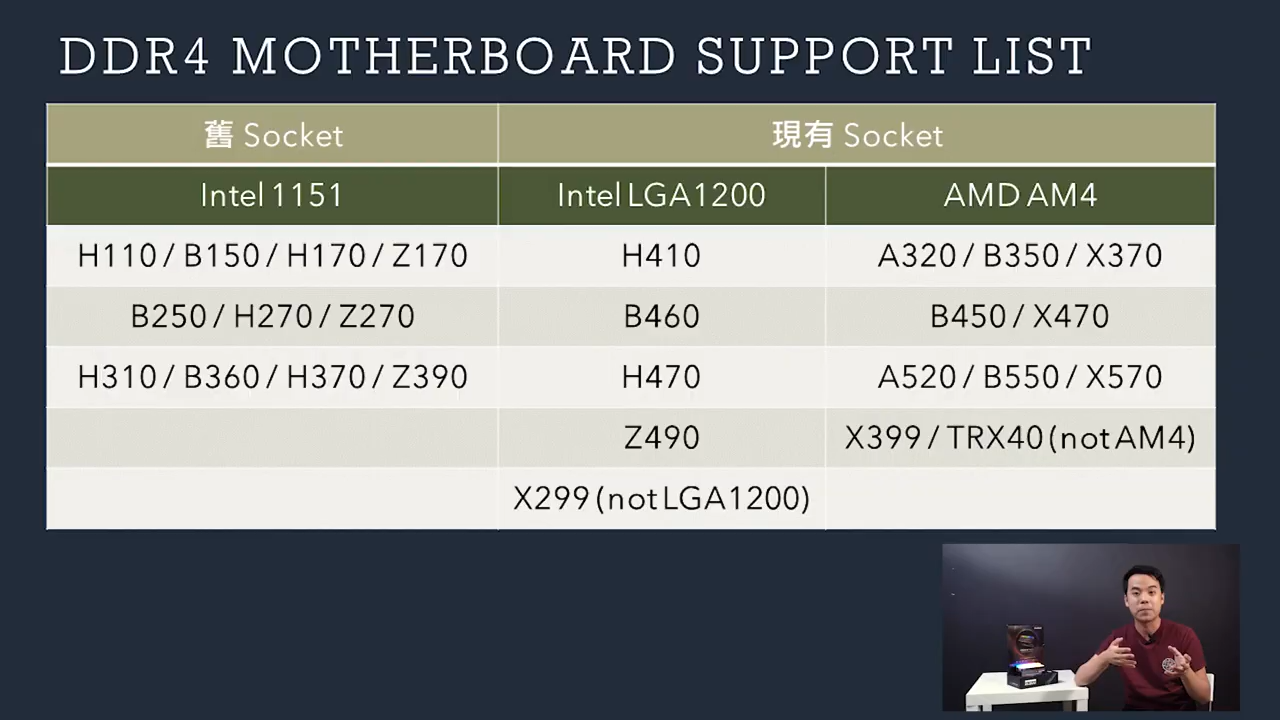 DDR4 MOTHERBOARD SUPPORT LIST
舊 Socket
現有 Socket
Intel 1151
Intel LGA1200
AMD AM4
H110 / B150 / H170 / Z170
H410
A320 / B350 / X370
B250 / H270 / Z270
B460
B450 / X470
H310 / B360 / H370 / Z390
H470
A520 / B550 / X570
Z490
X399 / TRX40 (not AM4)
X299 (not LGA1200)